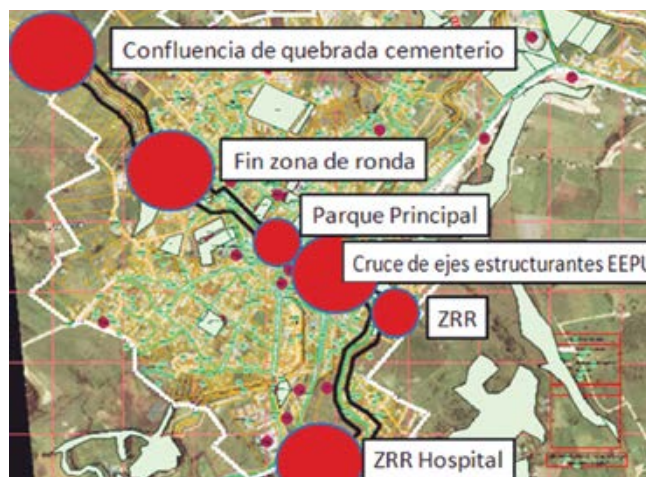 Confluencia de quebrada cementerio
Fin zona de ronda
Parque Principal
Cruce de ejes estructurantes EEPU
ZRR
ZRR Hospital